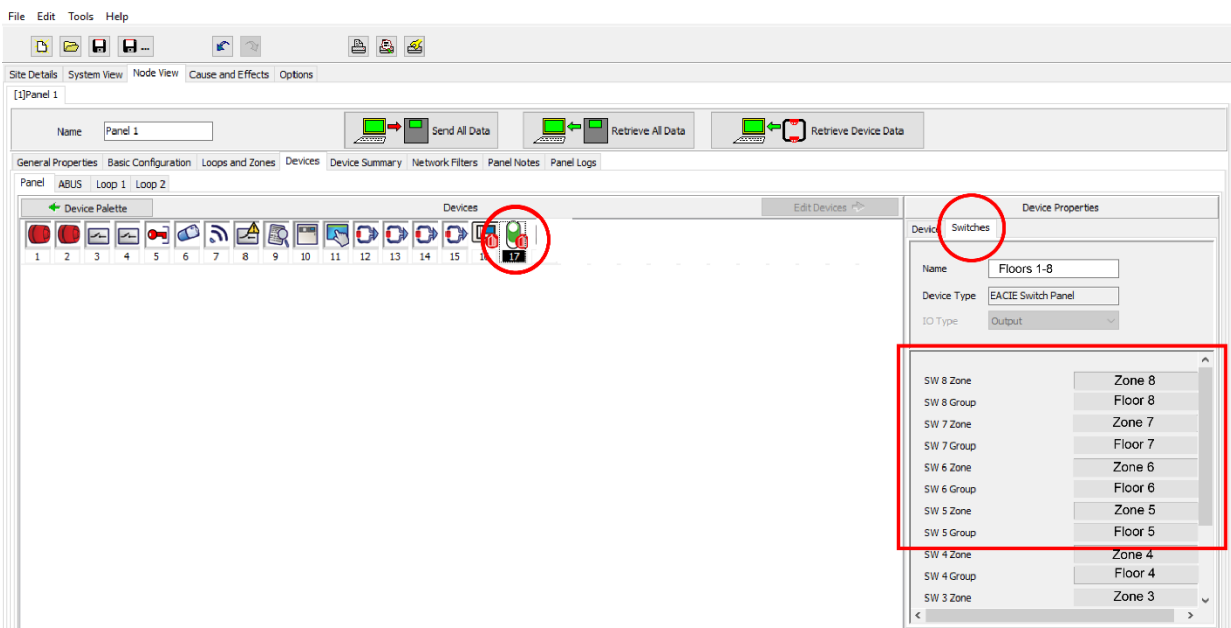 File Edit Tools Help
Site Details System View Node View Cause and Effects Options
[1]Panel 1
Name Panel 1 Send All Data Retrieve All Data Retrieve Device Data
General Properties Basic Configuration Loops and Zones Devices Device Summary Network Filters Panel Notes Panel Logs
Panel ABUS Loop 1 Loop 2
Device Palette Devices Edit Devices Device Properties
Device Switches
1 2 3 4 5 6 7 8 9 10 11 12 13 14 15 17
Name Floors 1-8
Device Type EACIE Switch Panel
IO Type Output
SW 8 Zone Zone 8
SW 8 Group Floor 8
SW 7 Zone Zone 7
SW 7 Group Floor 7
SW 6 Zone Zone 6
SW 6 Group Floor 6
SW 5 Zone Zone 5
SW 5 Group Floor 5
SW 4 Zone Zone 4
SW 4 Group Floor 4
SW 3 Zone Zone 3